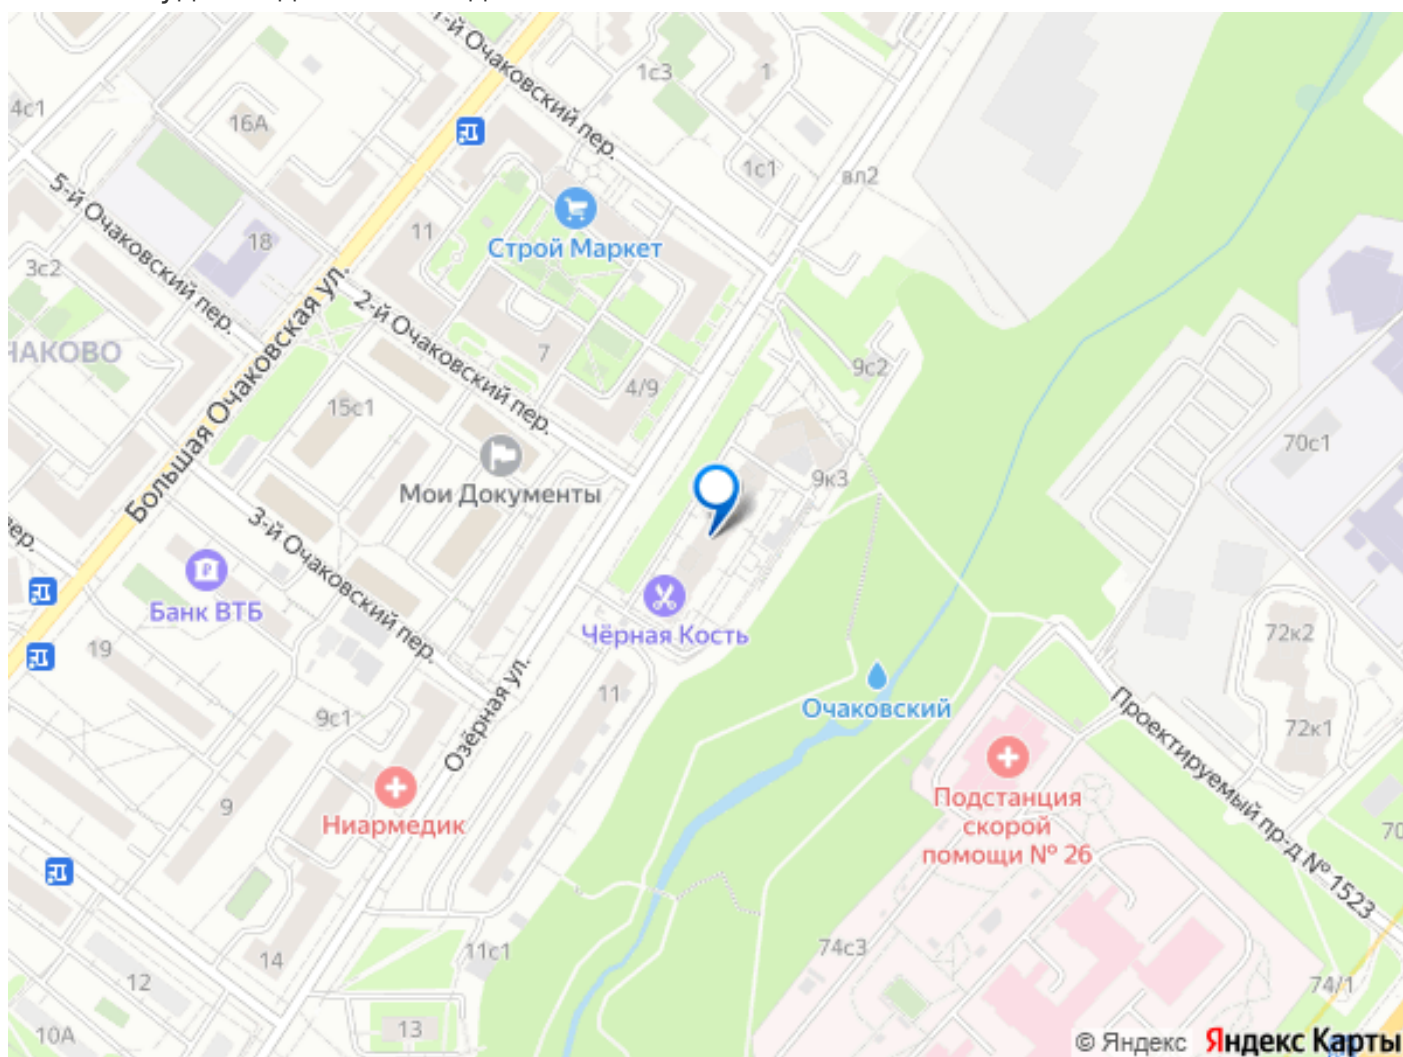 1-й Очаковский пер.
1с3
1
4с1
16А
1с1
вл2
5-й Очаковский пер.
18
11
Строй Маркет
3с2
2-й Очаковский пер.
7
9с2
4/9
15с1
Большая Очаковская ул.
70с1
9к3
Мои Документы
3-й Очаковский пер.
пер.
Банк ВТБ
Чёрная Кость
19
72к2
11
Очаковский
9с1
Озёрная ул.
72к1
Проектируемый пр-д № 1523
Подстанция
скорой
помощи № 26
9
Ниармедик
70
11с1
74с3
14
12
74/1
13
10А
© Яндекс Яндекс Карты